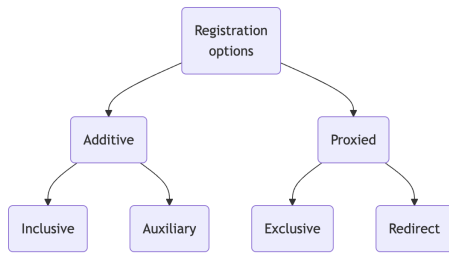 Registration
options
Additive
Proxied
Inclusive
Auxiliary
Exclusive
Redirect